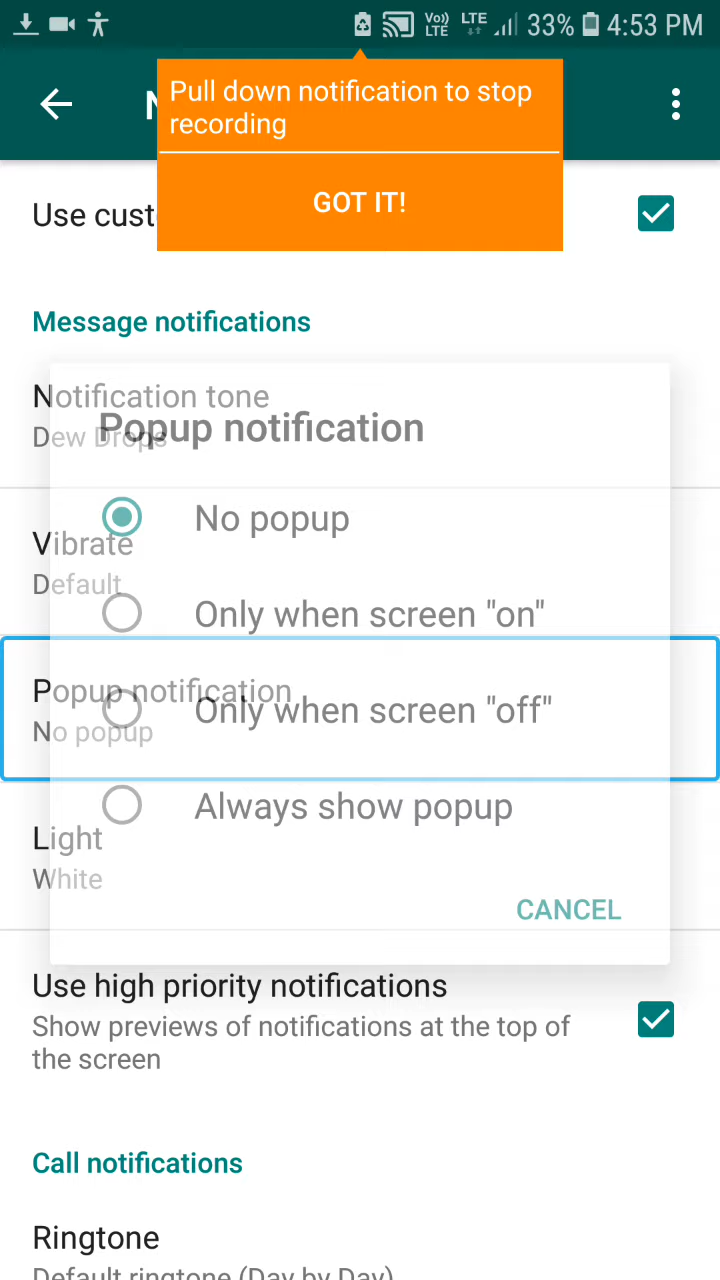 33% 4:53 PM
Vo)) LTE
LTE
Pull down notification to stop
recording
GOT IT!
N
Use cust
Message notifications
Notification tone
Dew Drops
Popup notification
No popup
Vibrate
Default
Only when screen "on"
Popup notification
No popup
Only when screen "off"
Always show popup
Light
White
CANCEL
Use high priority notifications
Show previews of notifications at the top of
the screen
Call notifications
Ringtone
Default ringtone (Day by Day)